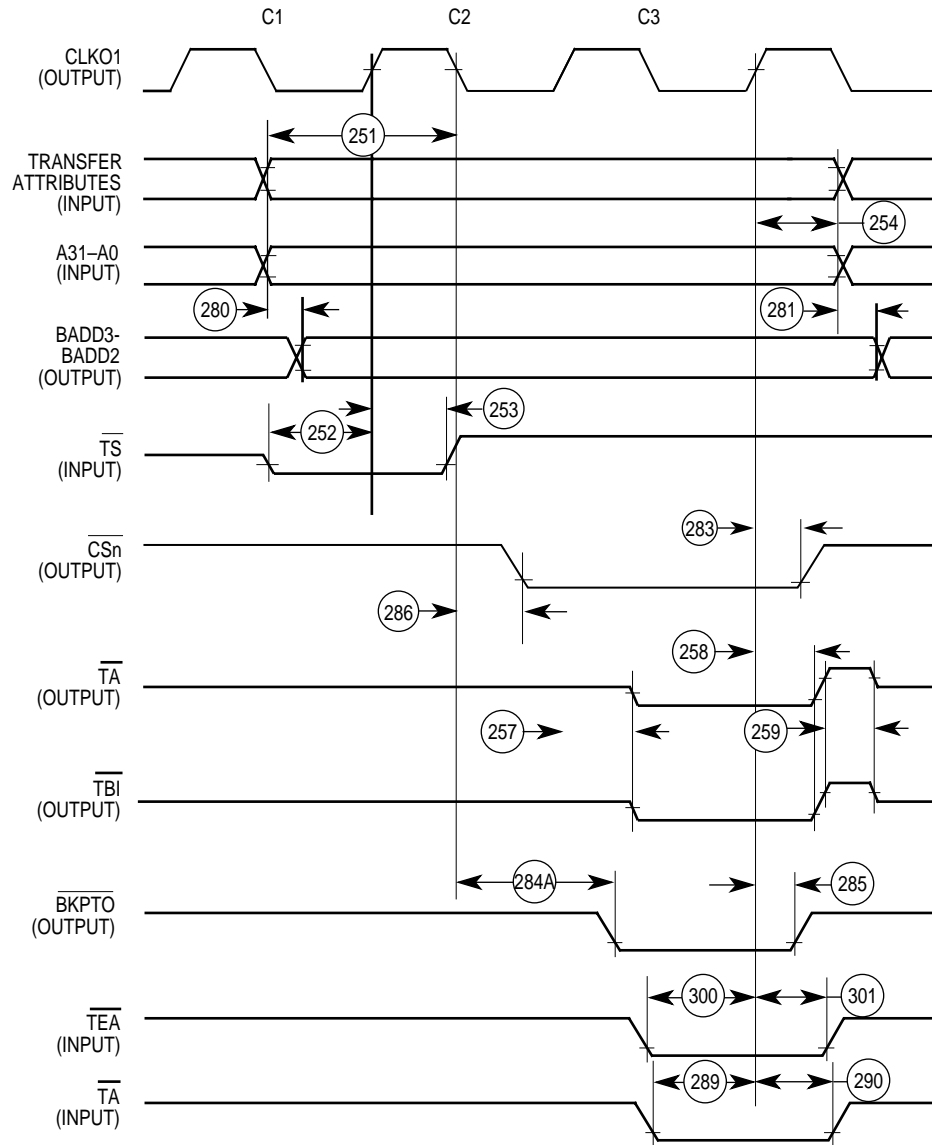 C1 C2 C3
CLKO1
(OUTPUT)
251
TRANSFER
ATTRIBUTES
(INPUT)
254
A31–A0
(INPUT)
280 281
BADD3-
BADD2
(OUTPUT)
253
252
TS
(INPUT)
283
CSn
(OUTPUT)
286
258
TA
(OUTPUT)
257 259
TBI
(OUTPUT)
284A 285
BKPTO
(OUTPUT)
300 301
TEA
(INPUT)
289 290
TA
(INPUT)